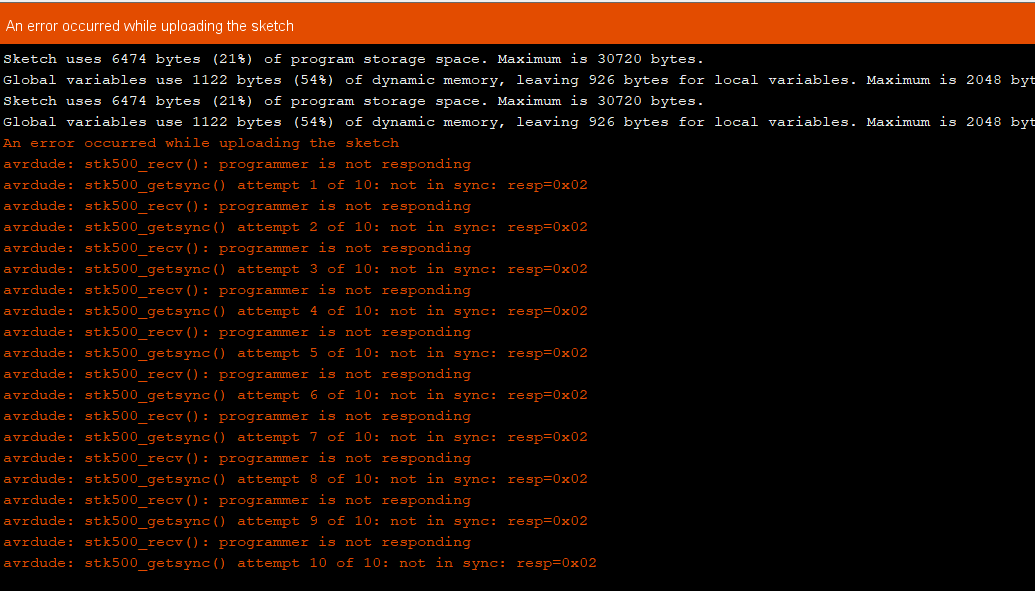 An error occurred while uploading the sketch
Sketch uses 6474 bytes (21%) of program storage space. Maximum is 30720 bytes.
Global variables use 1122 bytes (54%) of dynamic memory, leaving 926 bytes for local variables. Maximum is 2048 byt
Sketch uses 6474 bytes (21%) of program storage space. Maximum is 30720 bytes.
Global variables use 1122 bytes (54%) of dynamic memory, leaving 926 bytes for local variables. Maximum is 2048 byt
An error occurred while uploading the sketch
avrdude: stk500_recv(): programmer is not responding
avrdude: stk500_getsync() attempt 1 of 10: not in sync: resp=0x02
avrdude: stk500_recv(): programmer is not responding
avrdude: stk500_getsync() attempt 2 of 10: not in sync: resp=0x02
avrdude: stk500_recv(): programmer is not responding
avrdude: stk500_getsync() attempt 3 of 10: not in sync: resp=0x02
avrdude: stk500_recv(): programmer is not responding
avrdude: stk500_getsync() attempt 4 of 10: not in sync: resp=0x02
avrdude: stk500_recv(): programmer is not responding
avrdude: stk500_getsync() attempt 5 of 10: not in sync: resp=0x02
avrdude: stk500_recv(): programmer is not responding
avrdude: stk500_getsync() attempt 6 of 10: not in sync: resp=0x02
avrdude: stk500_recv(): programmer is not responding
avrdude: stk500_getsync() attempt 7 of 10: not in sync: resp=0x02
avrdude: stk500_recv(): programmer is not responding
avrdude: stk500_getsync() attempt 8 of 10: not in sync: resp=0x02
avrdude: stk500_recv(): programmer is not responding
avrdude: stk500_getsync() attempt 9 of 10: not in sync: resp=0x02
avrdude: stk500_recv(): programmer is not responding
avrdude: stk500_getsync() attempt 10 of 10: not in sync: resp=0x02